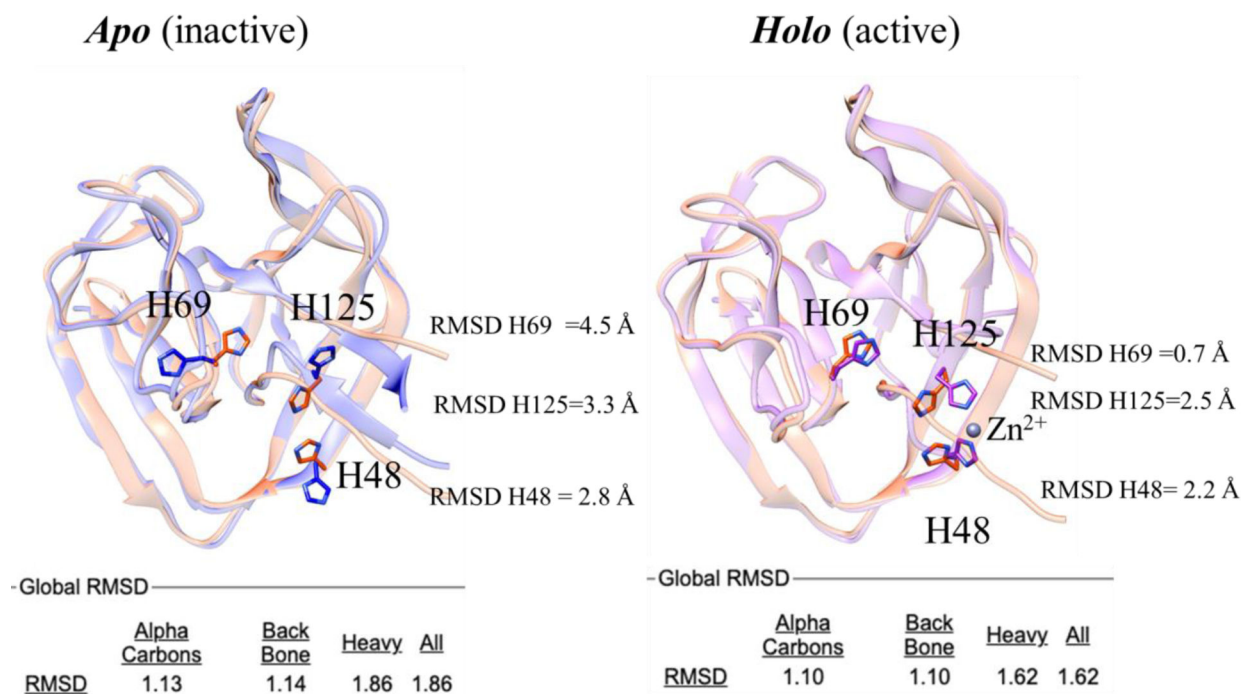 Apo (inactive)
H69
H125
RMSD H69 =4.5 Å
RMSD H125=3.3 Å
H48
RMSD H48 = 2.8 Å
Global RMSD
Alpha Carbons Back Bone Heavy All
RMSD 1.13 1.14 1.86 1.86
Holo (active)
H69
H125
RMSD H69 =0.7 Å
RMSD H125=2.5 Å
Zn²⁺
RMSD H48= 2.2 Å
H48
Global RMSD
Alpha Carbons Back Bone Heavy All
RMSD 1.10 1.10 1.62 1.62